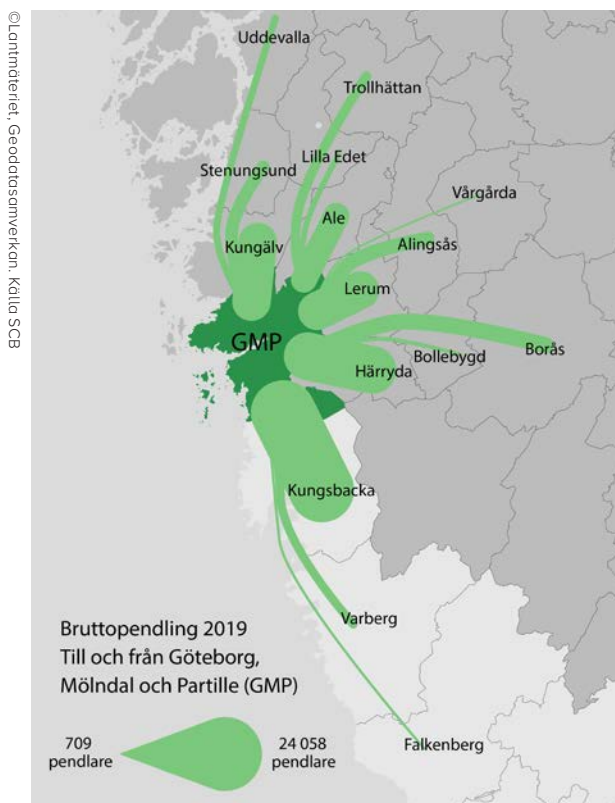 ©Lantmäteriet, Geodatasamverkan. Källa SCB
Uddevalla
Trollhättan
Lilla Edet
Stenungsund
Vårgårda
Ale
Kungälv
Alingsås
Lerum
GMP
Borås
Bollebygd
Härryda
Kungsbacka
Varberg
Bruttopendling 2019
Till och från Göteborg,
Mölndal och Partille (GMP)
709
pendlare
24 058
pendlare
Falkenberg